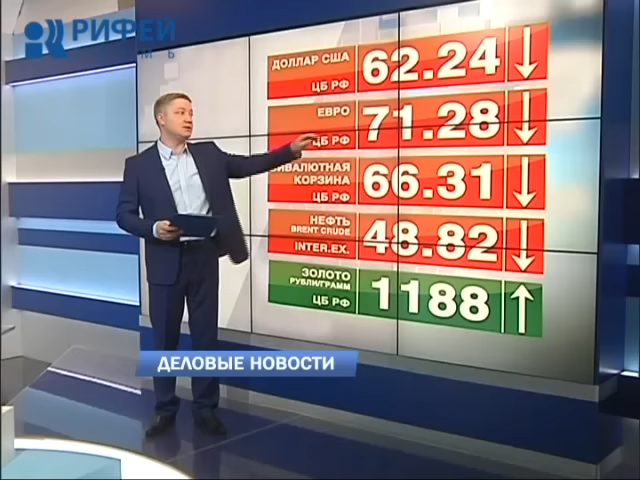 РИФЕЙ
ДОЛЛАР США
ЦБ РФ
62.24
ЕВРО
ЦБ РФ
71.28
БИВАЛЮТНАЯ
КОРЗИНА
ЦБ РФ
66.31
НЕФТЬ
BRENT CRUDE
INTER.EX.
48.82
ЗОЛОТО
РУБЛИ/ГРАММ
ЦБ РФ
1188
ДЕЛОВЫЕ НОВОСТИ